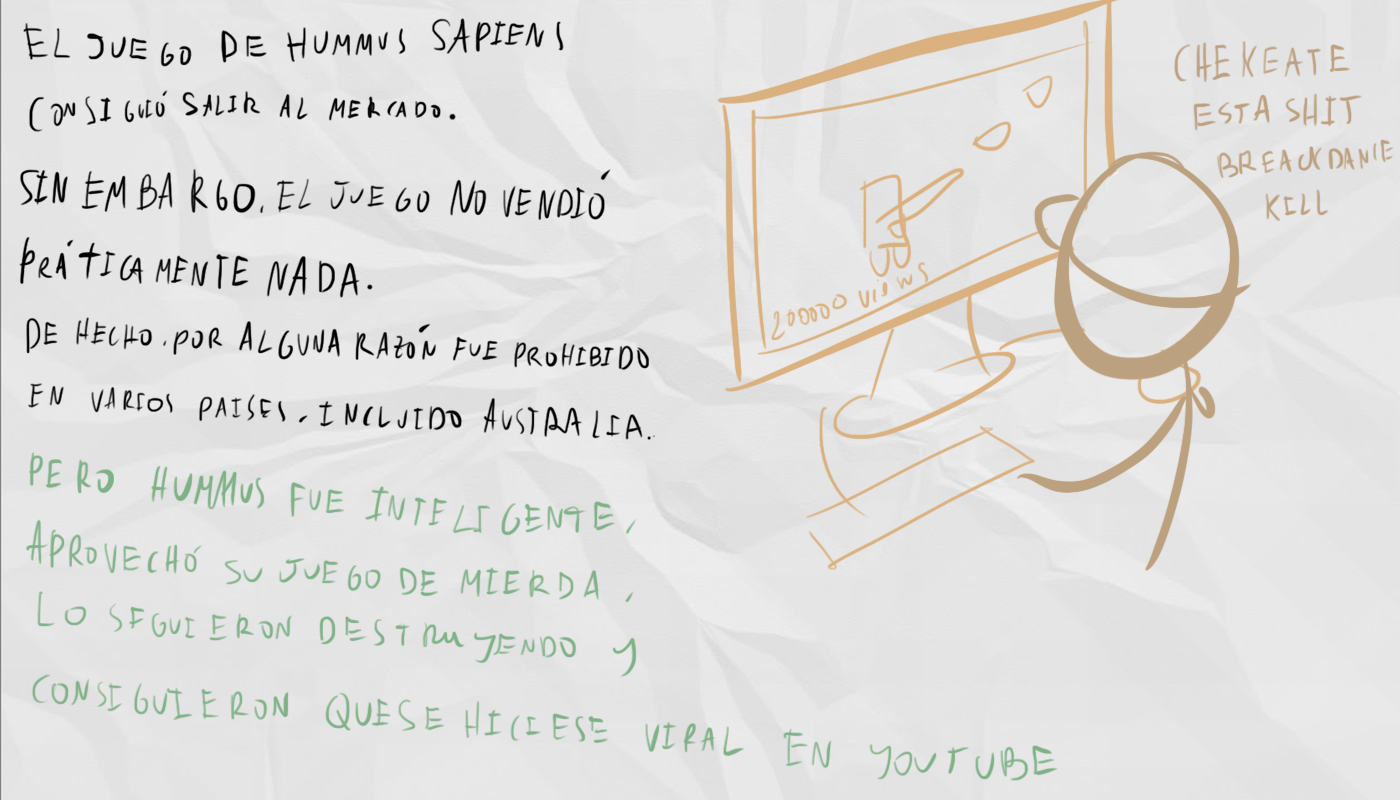 EL JUEGO DE HUMMUS SAPIENS
CONSIGUIÓ SALIR AL MERCADO.
SIN EMBARGO, EL JUEGO NO VENDIÓ
PRÁTICAMENTE NADA.
DE HECHO, POR ALGUNA RAZÓN FUE PROHIBIDO
EN VARIOS PAISES, INCLUIDO AUSTRALIA.
PERO HUMMUS FUE INTELIGENTE,
APROVECHÓ SU JUEGO DE MIERDA,
LO SEGUIERON DESTRUYENDO Y
CONSIGUIERON QUE SE HICIESE VIRAL EN YOUTUBE
200000 views
CHEKEATE
ESTA SHIT
BREACKDANCE
KILL